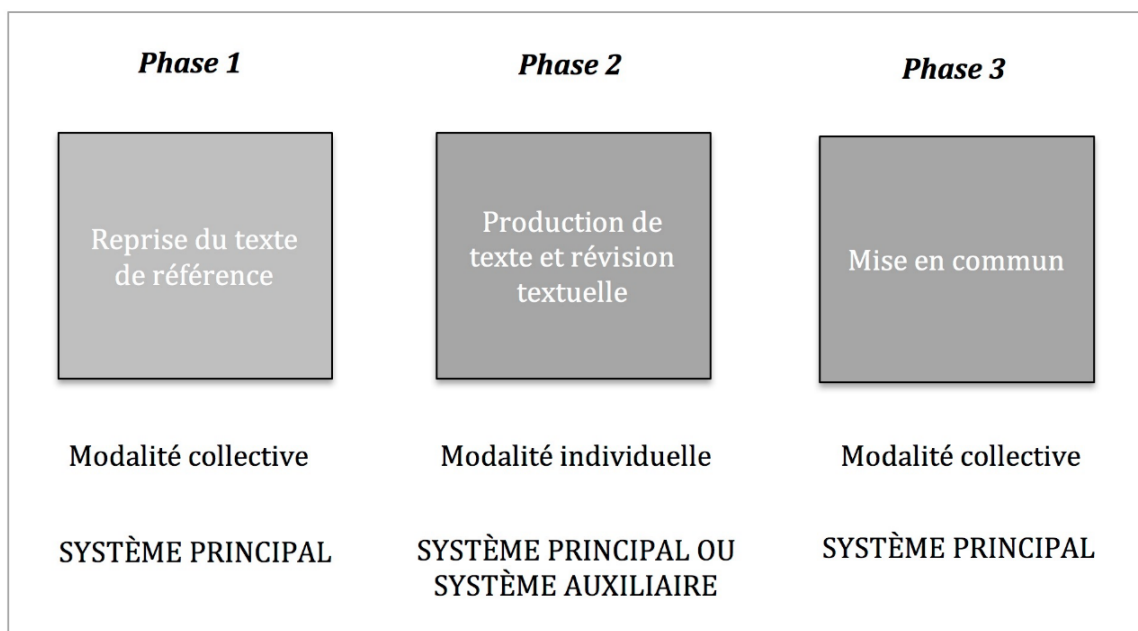 Phase 1
Reprise du texte
de référence
Modalité collective
SYSTÈME PRINCIPAL
Phase 2
Production de
texte et révision
textuelle
Modalité individuelle
SYSTÈME PRINCIPAL OU
SYSTÈME AUXILIAIRE
Phase 3
Mise en commun
Modalité collective
SYSTÈME PRINCIPAL